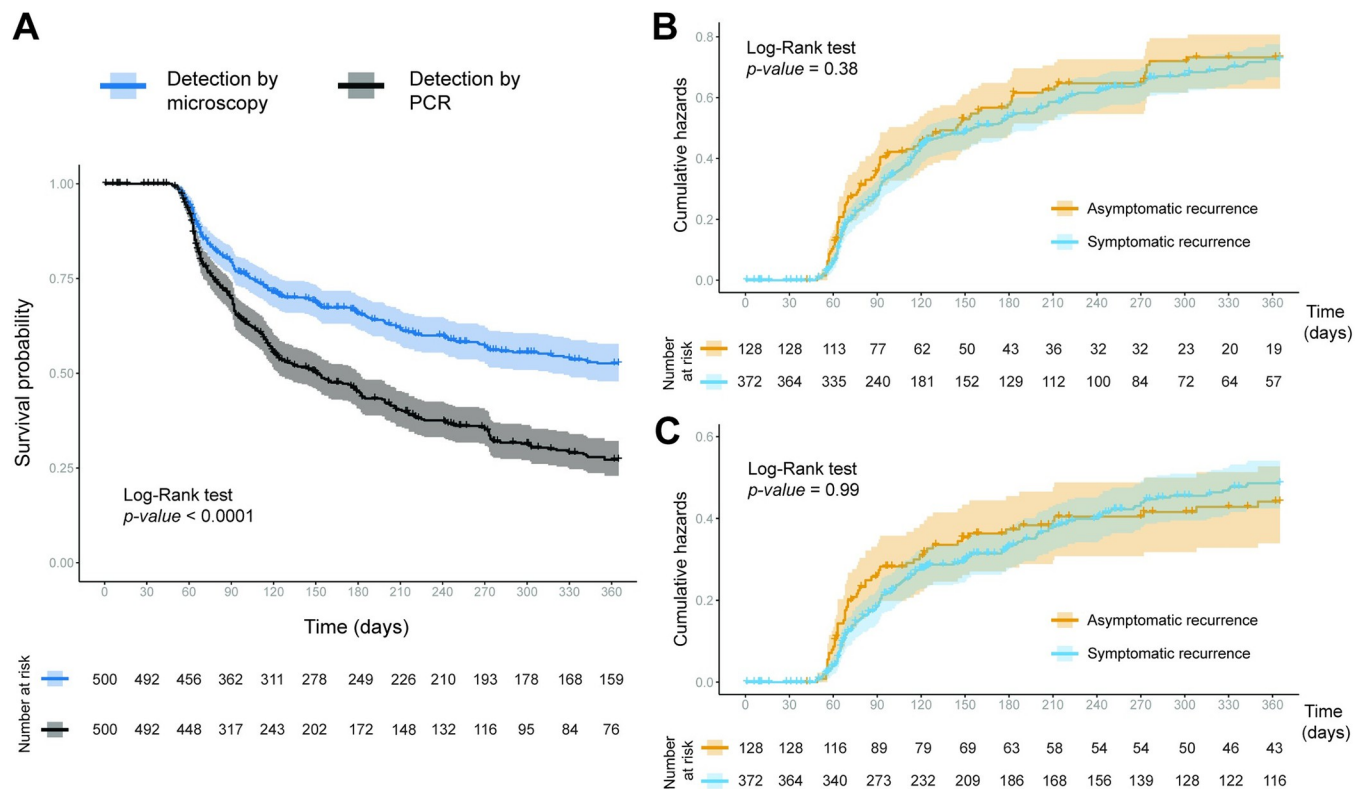 A
Detection by
microscopy
Detection by
PCR
Survival probability
1.00
0.75
0.50
0.25
0.00
Log-Rank test
p-value < 0.0001
0 30 60 90 120 150 180 210 240 270 300 330 360
Time (days)
Number at risk
500 492 456 362 311 278 249 226 210 193 178 168 159
500 492 448 317 243 202 172 148 132 116 95 84 76
B
Cumulative hazards
0.8
0.6
0.4
0.2
0.0
Log-Rank test
p-value = 0.38
Asymptomatic recurrence
Symptomatic recurrence
0 30 60 90 120 150 180 210 240 270 300 330 360
Time
(days)
Number
at risk
128 128 113 77 62 50 43 36 32 32 23 20 19
372 364 335 240 181 152 129 112 100 84 72 64 57
C
Cumulative hazards
0.6
0.4
0.2
0.0
Log-Rank test
p-value = 0.99
Asymptomatic recurrence
Symptomatic recurrence
0 30 60 90 120 150 180 210 240 270 300 330 360
Time
(days)
Number
at risk
128 128 116 89 79 69 63 58 54 54 50 46 43
372 364 340 273 232 209 186 168 156 139 128 122 116